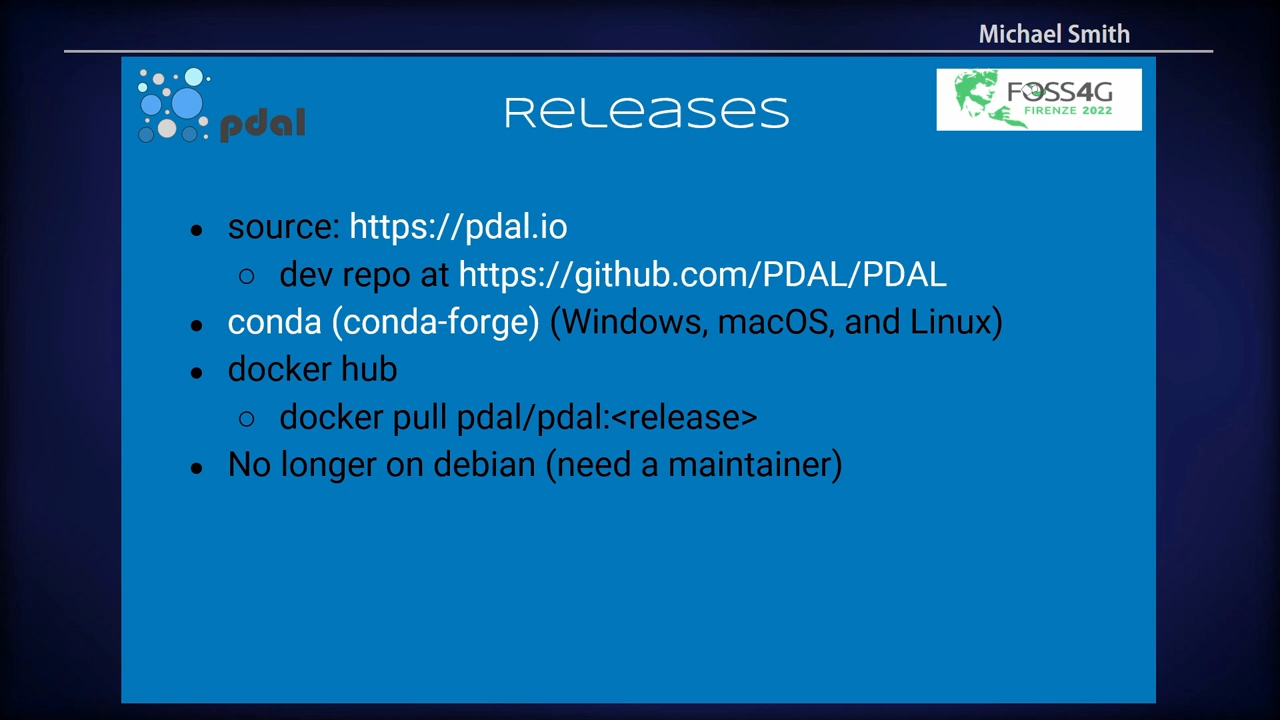 Michael Smith
pdal
Releases
FOSS4G
FIRENZE 2022
● source: https://pdal.io
○ dev repo at https://github.com/PDAL/PDAL
● conda (conda-forge) (Windows, macOS, and Linux)
● docker hub
○ docker pull pdal/pdal:<release>
● No longer on debian (need a maintainer)